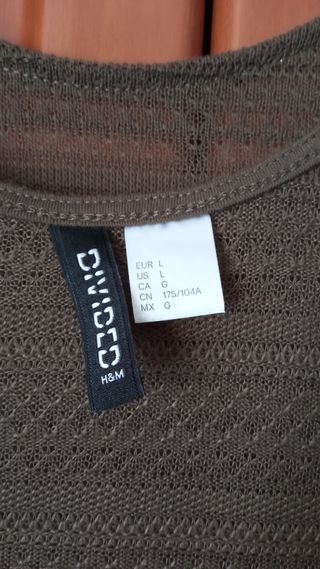 DIVIDED
H&M
EUR L
US L
CA G
CN 175/104A
MX G